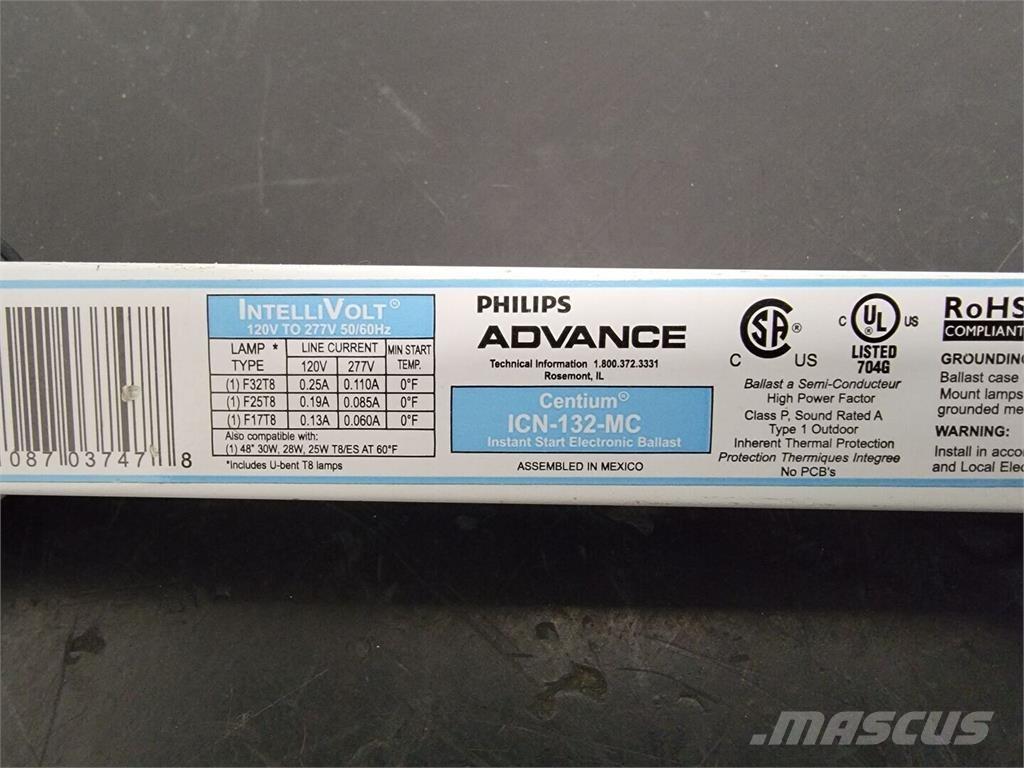 INTELLIVOLT®
120V TO 277V 50/60Hz
LAMP * TYPE LINE CURRENT MIN START TEMP.
120V 277V
(1) F32T8 0.25A 0.110A 0°F
(1) F25T8 0.19A 0.085A 0°F
(1) F17T8 0.13A 0.060A 0°F
Also compatible with:
(1) 48" 30W, 28W, 25W T8/ES AT 60°F
*Includes U-bent T8 lamps
087 03747 8
PHILIPS
ADVANCE
Technical Information 1.800.372.3331
Rosemont, IL
Centium®
ICN-132-MC
Instant Start Electronic Ballast
ASSEMBLED IN MEXICO
C SA ® US
C UL ® US
LISTED
704G
Ballast a Semi-Conducteur
High Power Factor
Class P, Sound Rated A
Type 1 Outdoor
Inherent Thermal Protection
Protection Thermiques Integree
No PCB's
RoHS
COMPLIANT
GROUNDING
Ballast case
Mount lamps
grounded me
WARNING:
Install in acco
and Local Ele
MASCUS